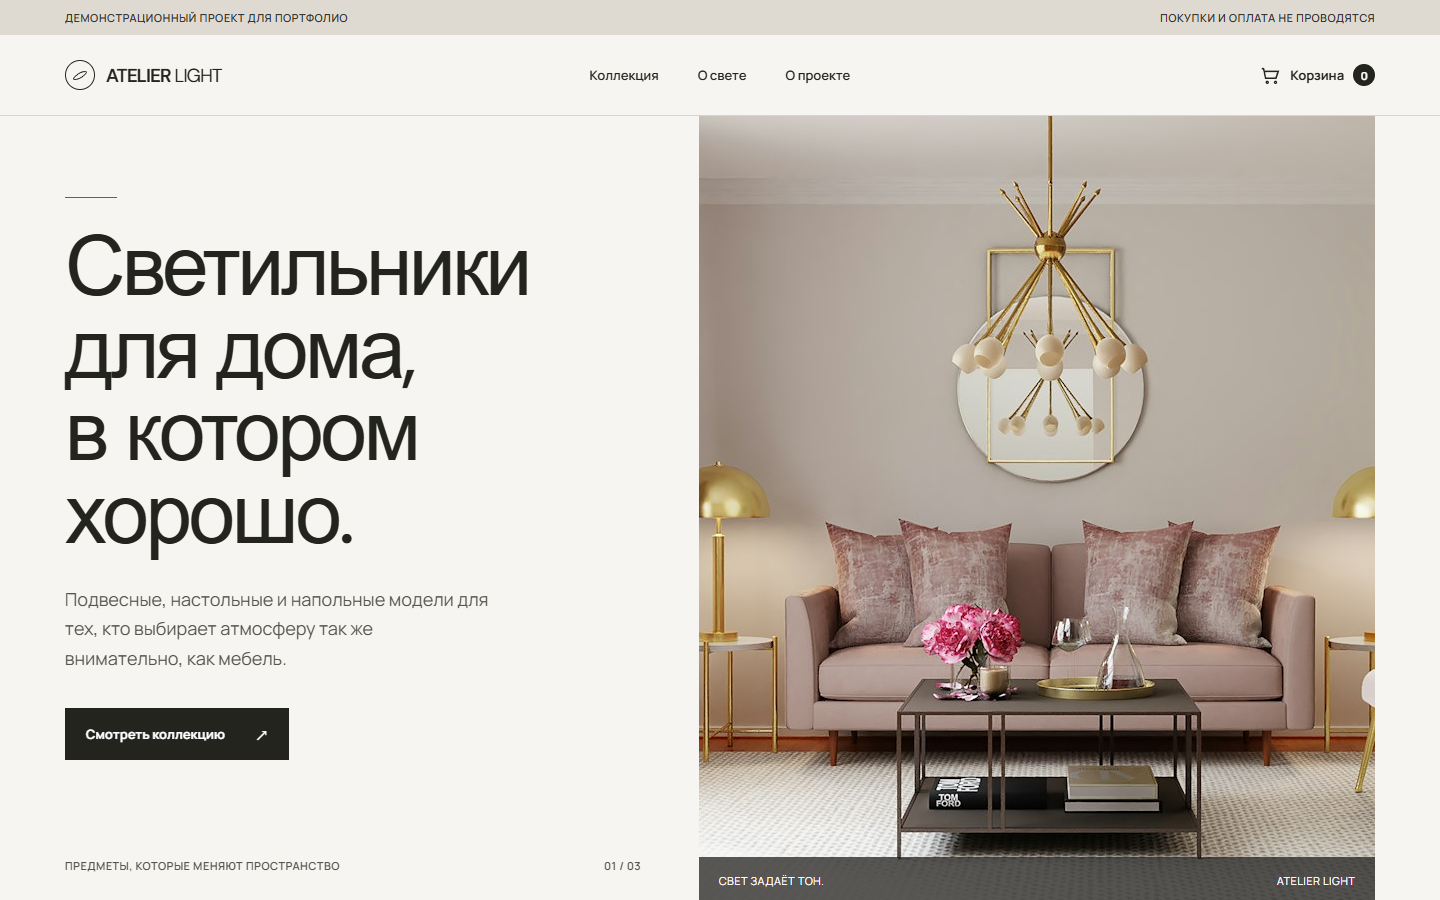 ДЕМОНСТРАЦИОННЫЙ ПРОЕКТ ДЛЯ ПОРТФОЛИО
ПОКУПКИ И ОПЛАТА НЕ ПРОВОДЯТСЯ
ATELIER LIGHT
Коллекция
О свете
О проекте
Корзина 0
Светильники
для дома,
в котором
хорошо.
Подвесные, настольные и напольные модели для
тех, кто выбирает атмосферу так же
внимательно, как мебель.
Смотреть коллекцию ↗
ПРЕДМЕТЫ, КОТОРЫЕ МЕНЯЮТ ПРОСТРАНСТВО
01 / 03
TOM
FORD
TOM
FORD
СВЕТ ЗАДАЁТ ТОН.
ATELIER LIGHT